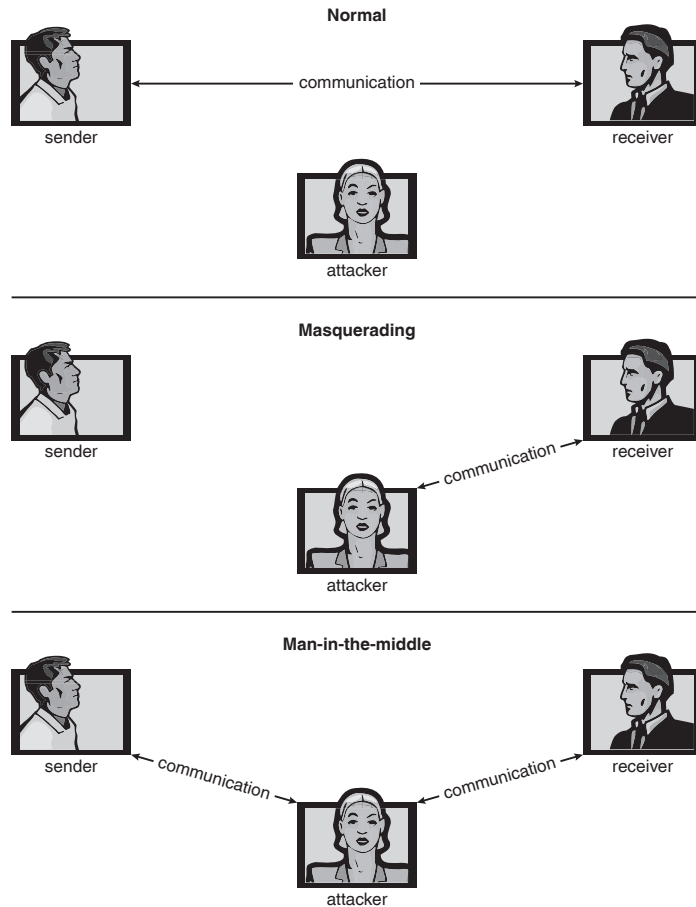 Normal
communication
sender
receiver
attacker
Masquerading
sender
communication
receiver
attacker
Man-in-the-middle
sender
communication
communication
receiver
attacker